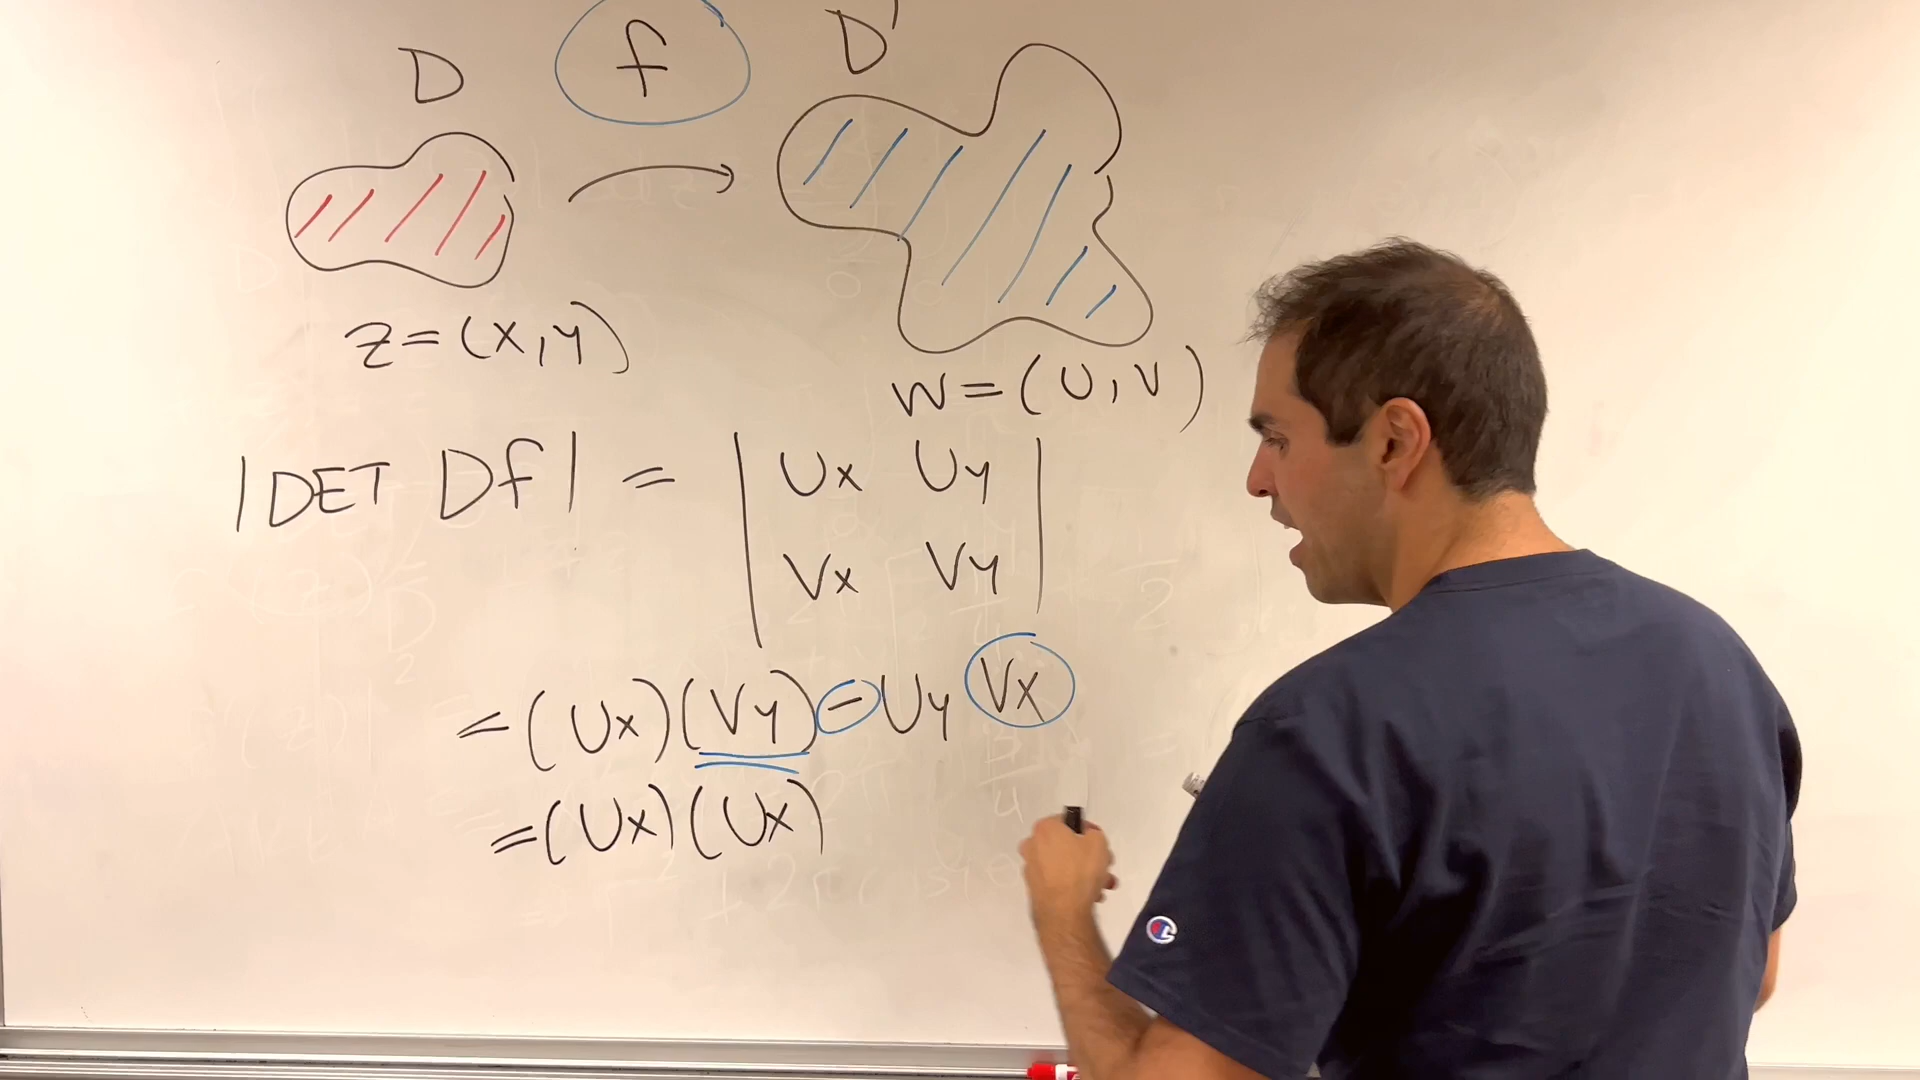 D f D'
z = (x, y)
w = (u, v)
|DET Df| = | Ux Uy |
| Vx Vy |
= (Ux)(Vy) - Uy Vx
= (Ux)(Ux)